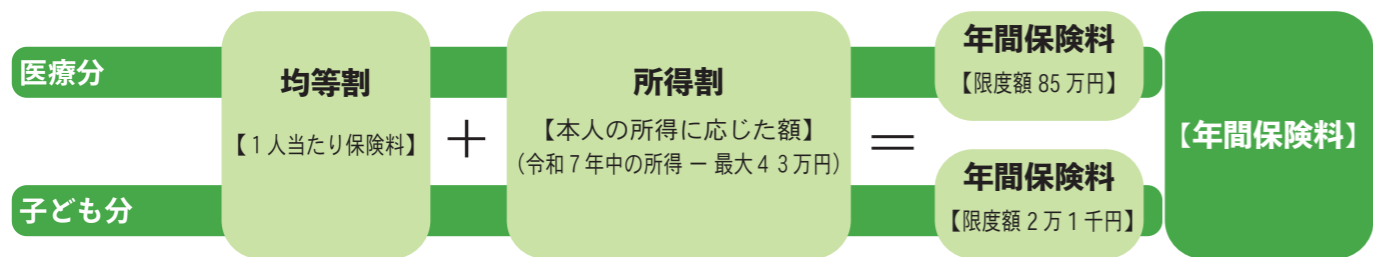 医療分
均等割
【1人当たり保険料】
＋
所得割
【本人の所得に応じた額】
（令和7年中の所得 － 最大43万円）
＝
年間保険料
【限度額 85 万円】
子ども分
年間保険料
【限度額 2 万 1 千円】
【年間保険料】